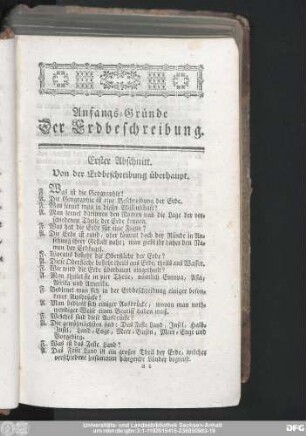 Anfangs-Gründe
Der Erdbeschreibung.
Erster Abschnitt.
Von der Erdbeschreibung überhaupt.
F. Was ist die Geographie?
A. Die Geographie ist eine Beschreibung der Erde.
F. Was lernet man in dieser Wissenschaft?
A. Man lernet darinnen den Namen und die Lage der verschiedenen Theile der Erde kennen.
F. Was hat die Erde für eine Figur?
A. Die Erde ist rund, oder kommt doch der Ründe in Ansehung ihrer Gestalt nahe; man giebt ihr daher den Namen der Erdkugel.
F. Woraus besteht die Oberfläche der Erde?
A. Diese Oberfläche besteht theils aus Erde, theils aus Wasser.
F. Wie wird die Erde überhaupt eingetheilt?
A. Man theilet sie in vier Theile, nämlich Europa, Asia, Afrika und Amerika.
F. Bedienet man sich in der Erdbeschreibung einiger besonderer Ausdrücke?
A. Man bedient sich einiger Ausdrücke, wovon man nothwendiger Weise einen Begriff haben muß.
F. Welches sind diese Ausdrücke?
A. Die gewöhnlichsten sind: Das Feste Land, Insel, Halb-Insel, Land-Enge, Meer-Busen, Meer-Enge und Vorgebirg.
F. Was ist das Feste Land?
A. Das Feste Land ist ein großer Theil der Erde, welcher verschiedene zusammen hangende Länder begreift.